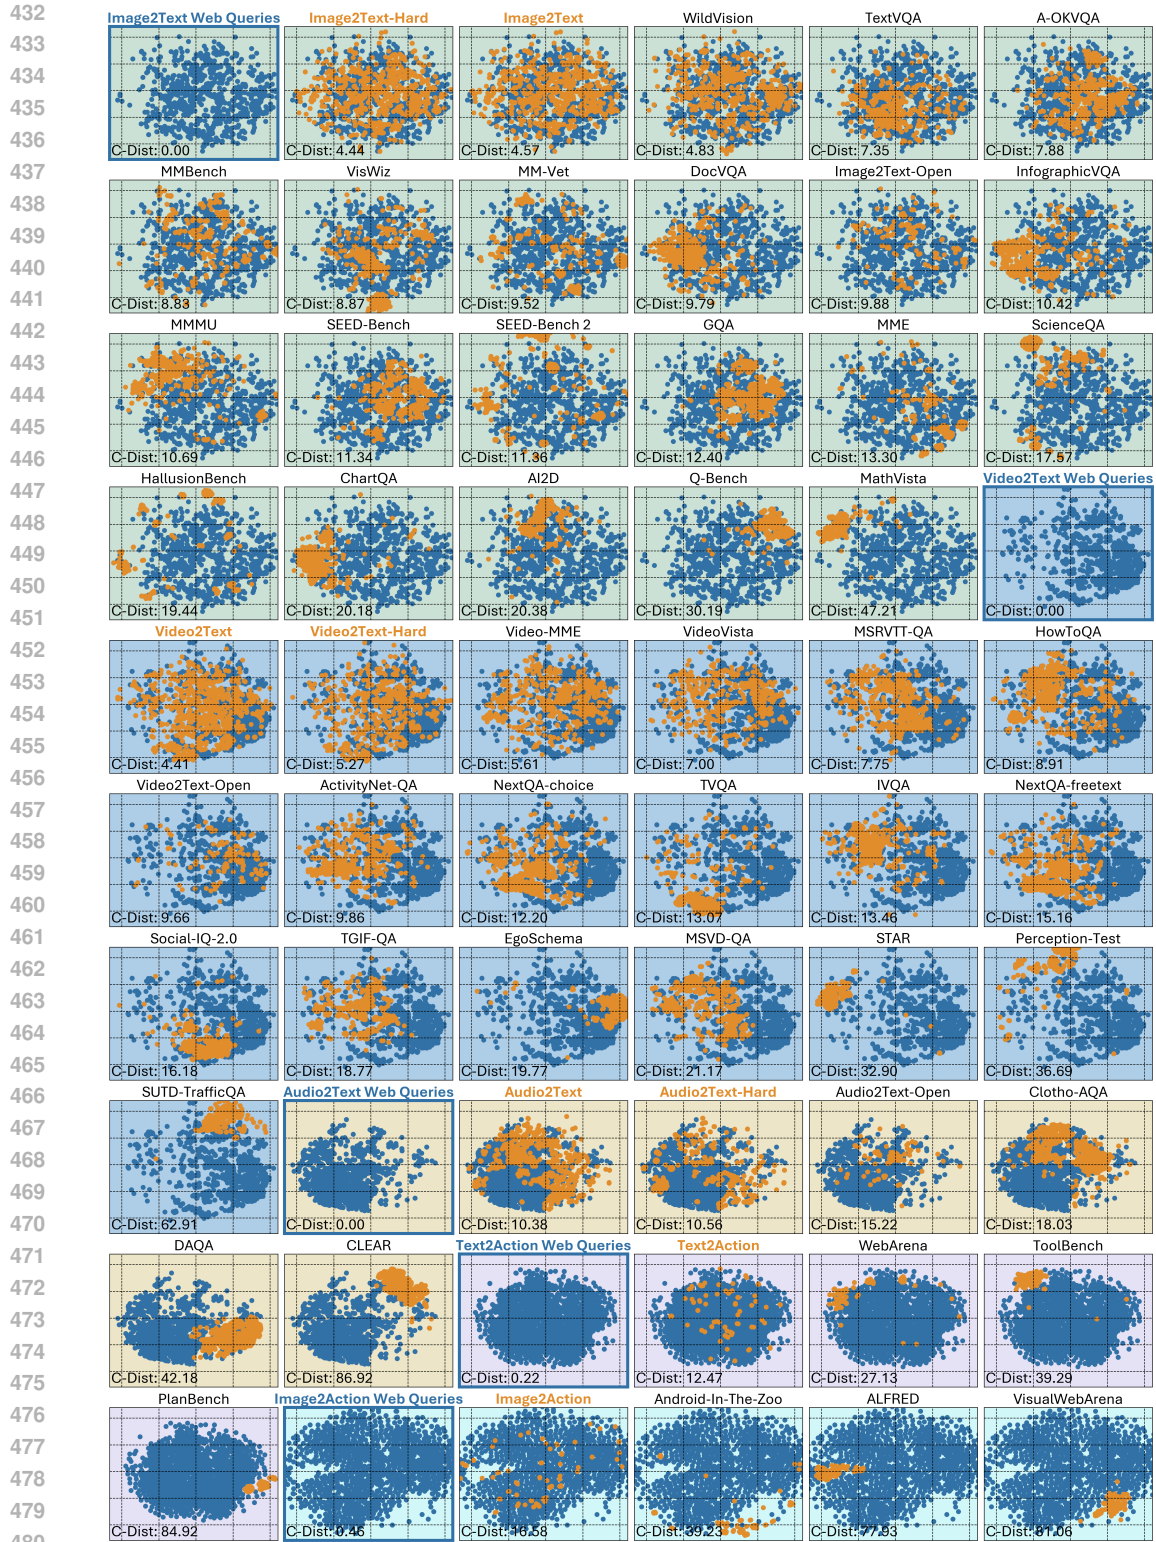 432
Image2Text Web Queries Image2Text-Hard Image2Text WildVision TextVQA A-OKVQA
433
434
435
436
C-Dist: 0.00 C-Dist: 4.44 C-Dist: 4.57 C-Dist: 4.83 C-Dist: 7.35 C-Dist: 7.88
437
MMBench VisWiz MM-Vet DocVQA Image2Text-Open InfographicVQA
438
439
440
441
C-Dist: 8.83 C-Dist: 8.87 C-Dist: 9.52 C-Dist: 9.79 C-Dist: 9.88 C-Dist: 10.42
442
MMMU SEED-Bench SEED-Bench 2 GQA MME ScienceQA
443
444
445
446
C-Dist: 10.69 C-Dist: 11.34 C-Dist: 11.36 C-Dist: 12.40 C-Dist: 13.30 C-Dist: 17.57
447
HallusionBench ChartQA AI2D Q-Bench MathVista Video2Text Web Queries
448
449
450
451
C-Dist: 19.44 C-Dist: 20.18 C-Dist: 20.38 C-Dist: 30.19 C-Dist: 47.21 C-Dist: 0.00
452
Video2Text Video2Text-Hard Video-MME VideoVista MSRVTT-QA HowToQA
453
454
455
C-Dist: 4.41 C-Dist: 5.27 C-Dist: 5.61 C-Dist: 7.00 C-Dist: 7.75 C-Dist: 8.91
456
Video2Text-Open ActivityNet-QA NextQA-choice TVQA IVQA NextQA-freetext
457
458
459
460
C-Dist: 9.66 C-Dist: 9.86 C-Dist: 12.20 C-Dist: 13.07 C-Dist: 13.46 C-Dist: 15.16
461
Social-IQ-2.0 TGIF-QA EgoSchema MSVD-QA STAR Perception-Test
462
463
464
465
C-Dist: 16.18 C-Dist: 18.77 C-Dist: 19.77 C-Dist: 21.17 C-Dist: 32.90 C-Dist: 36.69
466
SUTD-TrafficQA Audio2Text Web Queries Audio2Text Audio2Text-Hard Audio2Text-Open Clotho-AQA
467
468
469
470
C-Dist: 62.91 C-Dist: 0.00 C-Dist: 10.38 C-Dist: 10.56 C-Dist: 15.22 C-Dist: 18.03
471
DAQA CLEAR Text2Action Web Queries Text2Action WebArena ToolBench
472
473
474
475
C-Dist: 42.18 C-Dist: 86.92 C-Dist: 0.22 C-Dist: 12.47 C-Dist: 27.13 C-Dist: 39.29
476
PlanBench Image2Action Web Queries Image2Action Android-In-The-Zoo ALFRED VisualWebArena
477
478
479
C-Dist: 84.92 C-Dist: 0.45 C-Dist: 16.58 C-Dist: 39.23 C-Dist: 77.93 C-Dist: 81.06